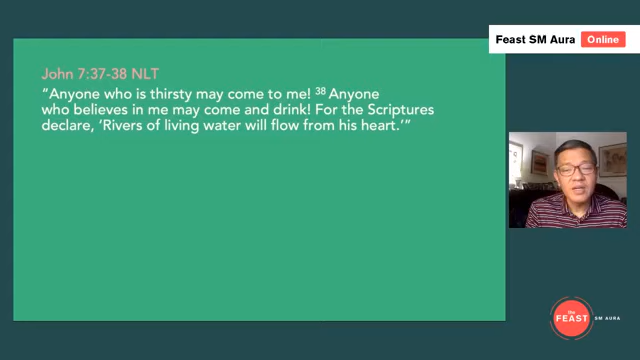 Feast SM Aura Online
John 7:37-38 NLT
“Anyone who is thirsty may come to me! 38 Anyone
who believes in me may come and drink! For the Scriptures
declare, ‘Rivers of living water will flow from his heart.’”
the
FEAST SM AURA